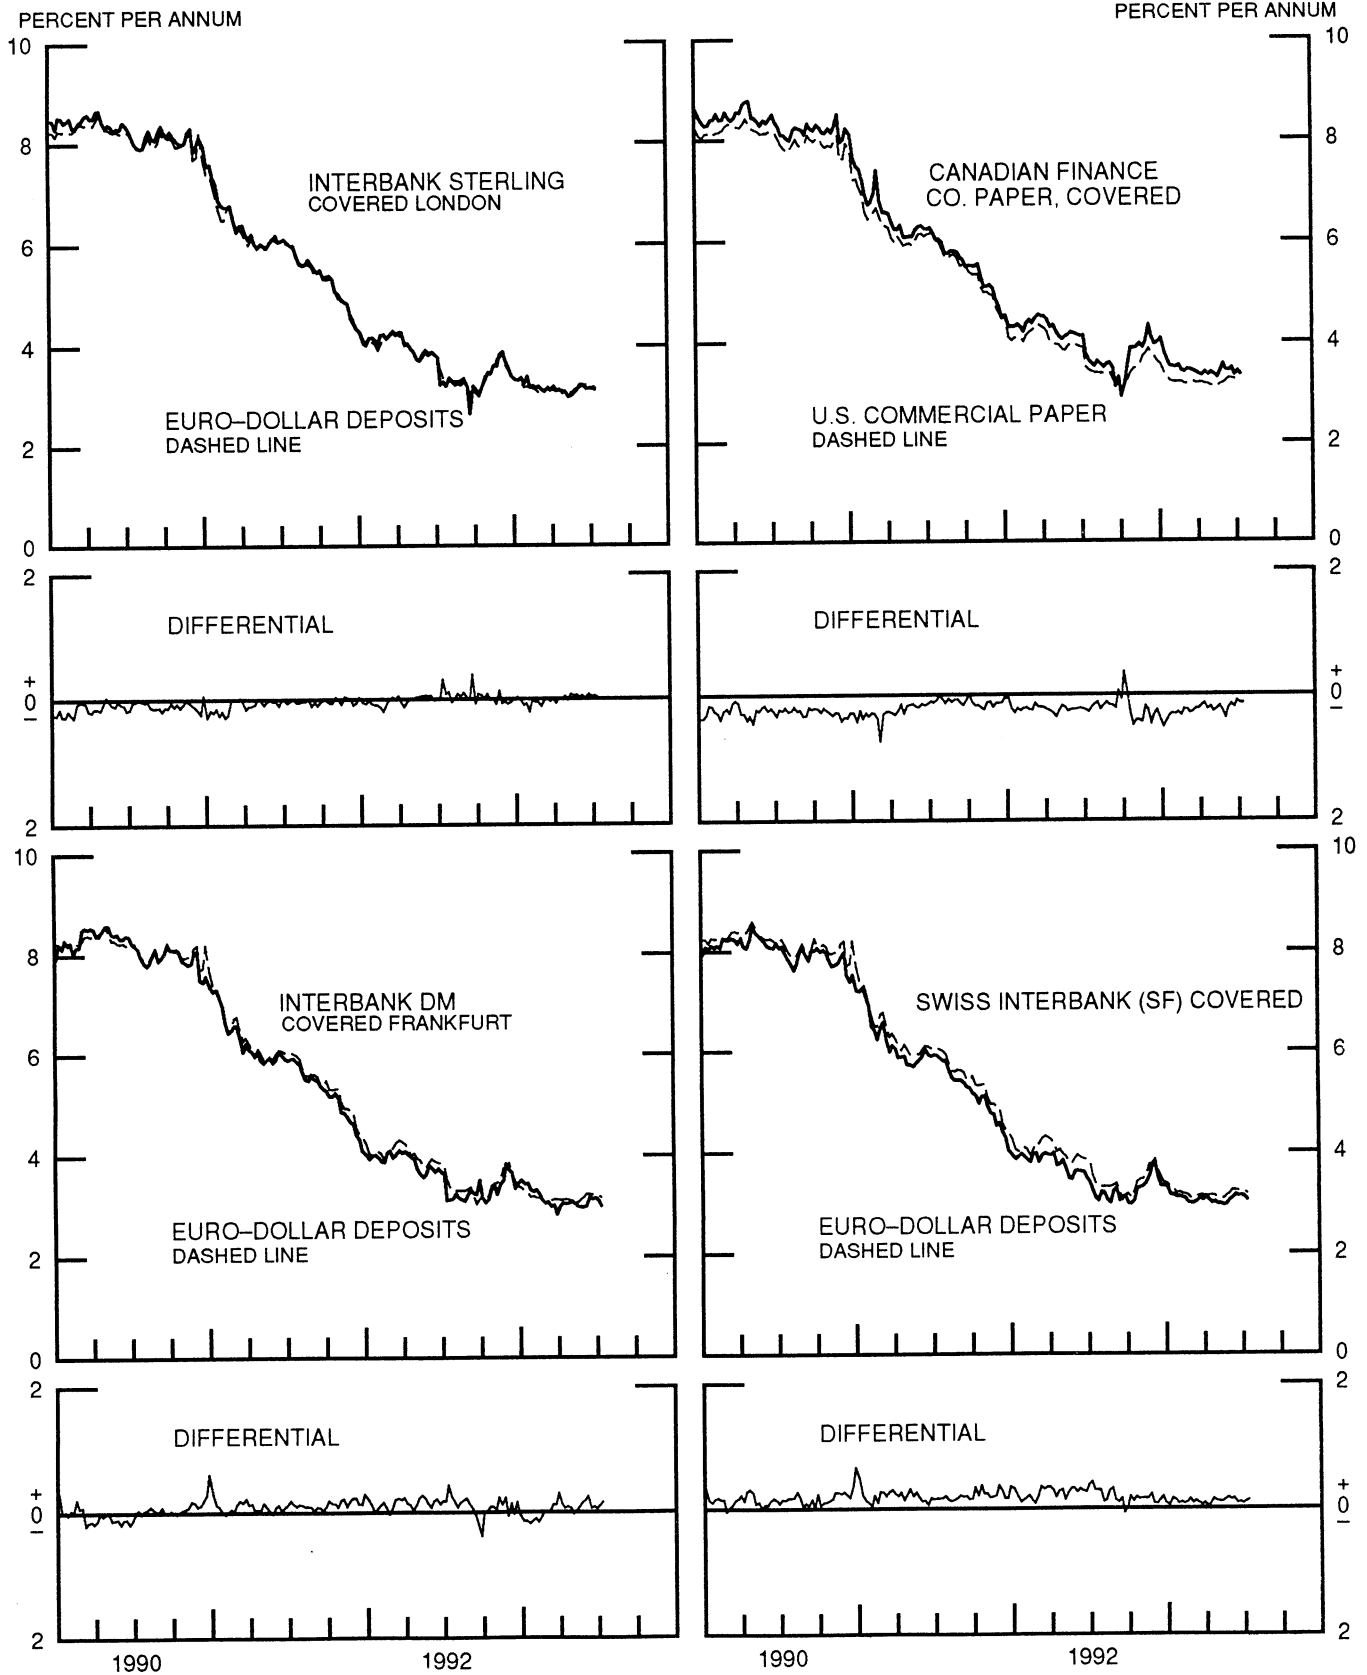 PERCENT PER ANNUM
PERCENT PER ANNUM
10
8
6
4
2
0
INTERBANK STERLING
COVERED LONDON
EURO–DOLLAR DEPOSITS
DASHED LINE
10
8
6
4
2
0
CANADIAN FINANCE
CO. PAPER, COVERED
U.S. COMMERCIAL PAPER
DASHED LINE
2
+
0
–
2
DIFFERENTIAL
2
+
0
–
2
DIFFERENTIAL
10
8
6
4
2
0
INTERBANK DM
COVERED FRANKFURT
EURO–DOLLAR DEPOSITS
DASHED LINE
10
8
6
4
2
0
SWISS INTERBANK (SF) COVERED
EURO–DOLLAR DEPOSITS
DASHED LINE
2
+
0
–
2
DIFFERENTIAL
1990
1992
2
+
0
–
2
DIFFERENTIAL
1990
1992